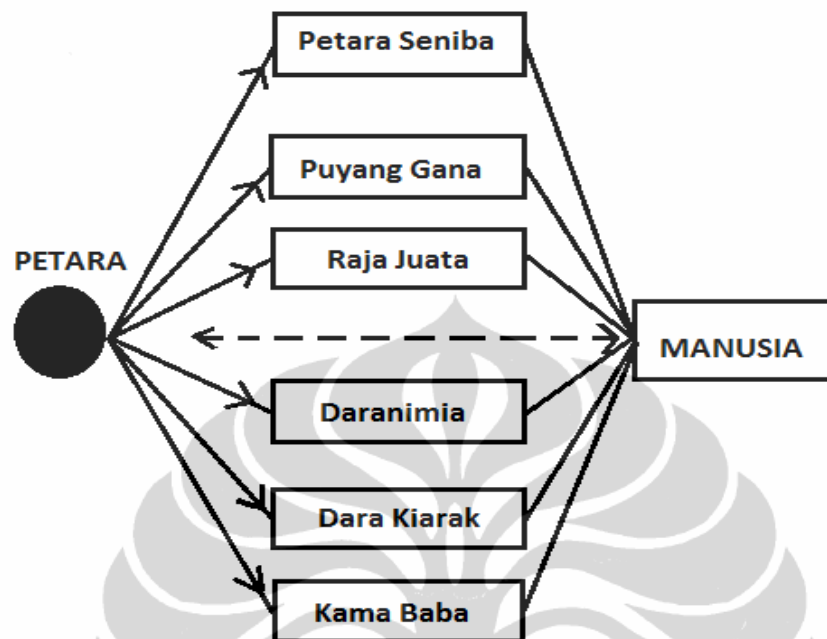 Petara Seniba
Puyang Gana
Raja Juata
PETARA
MANUSIA
Daranimia
Dara Kiarak
Kama Baba